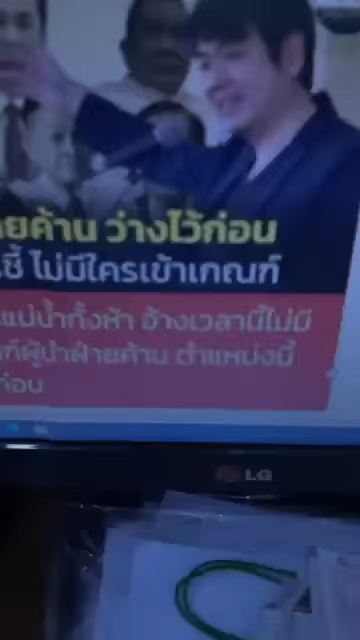 ายค้าน ว่างไว้ก่อน
ชี้ ไม่มีใครเข้าเกณฑ์
แม่น้ำทั้งห้า อ้างเวลานี้ไม่มี
ฑ์ผู้นำฝ่ายค้าน ตำแหน่งนี้
ก่อน
LG